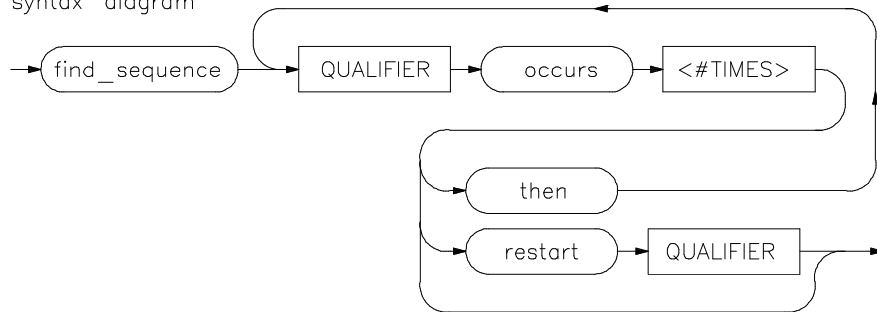 syntax diagram
find_sequence QUALIFIER occurs <#TIMES>
then
restart QUALIFIER